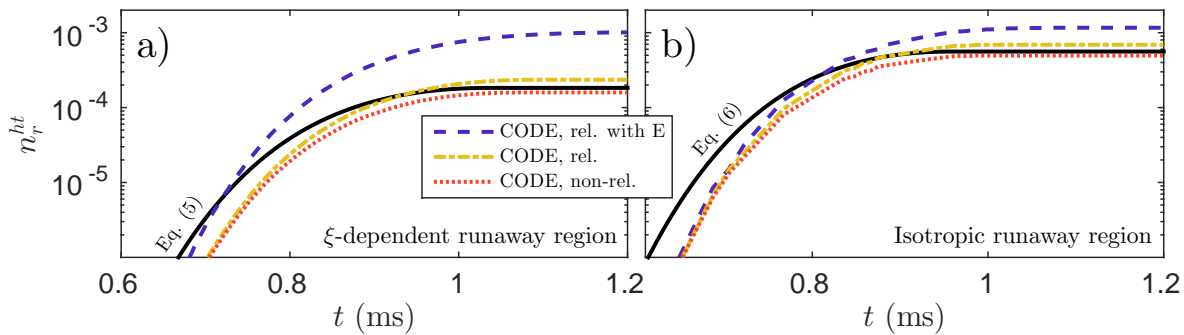 a)
b)
n_r^{ht}
10^{-3}
10^{-4}
10^{-5}
Eq. (5)
Eq. (6)
CODE, rel. with E
CODE, rel.
CODE, non-rel.
ξ-dependent runaway region
Isotropic runaway region
0.6 0.8 1 1.2
0.8 1 1.2
t (ms)
t (ms)